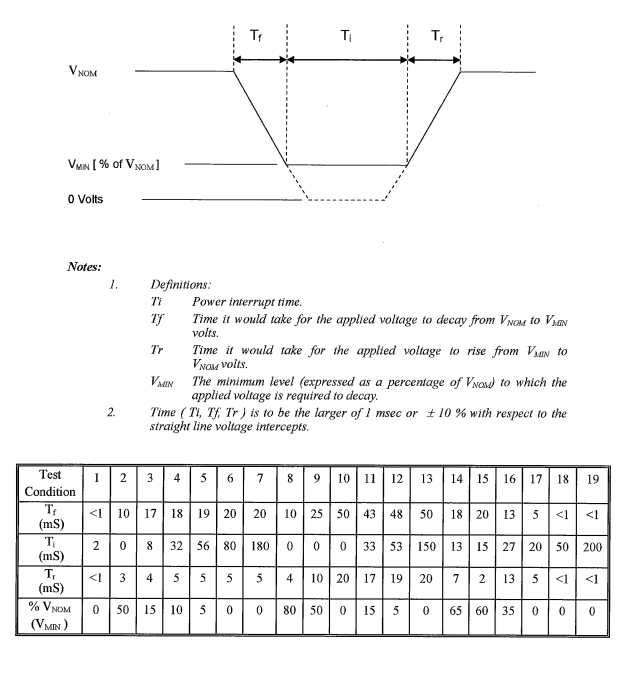 Tf Ti Tr
VNOM
VMIN [ % of VNOM ]
0 Volts
Notes:
1. Definitions:
Ti Power interrupt time.
Tf Time it would take for the applied voltage to decay from VNOM to VMIN
volts.
Tr Time it would take for the applied voltage to rise from VMIN to
VNOM volts.
VMIN The minimum level (expressed as a percentage of VNOM) to which the
applied voltage is required to decay.
2. Time ( Ti, Tf, Tr ) is to be the larger of 1 msec or ± 10 % with respect to the
straight line voltage intercepts.
Test Condition 1 2 3 4 5 6 7 8 9 10 11 12 13 14 15 16 17 18 19
Tf (mS) <1 10 17 18 19 20 20 10 25 50 43 48 50 18 20 13 5 <1 <1
Ti (mS) 2 0 8 32 56 80 180 0 0 0 33 53 150 13 15 27 20 50 200
Tr (mS) <1 3 4 5 5 5 5 4 10 20 17 19 20 7 2 13 5 <1 <1
% VNOM (VMIN ) 0 50 15 10 5 0 0 80 50 0 15 5 0 65 60 35 0 0 0